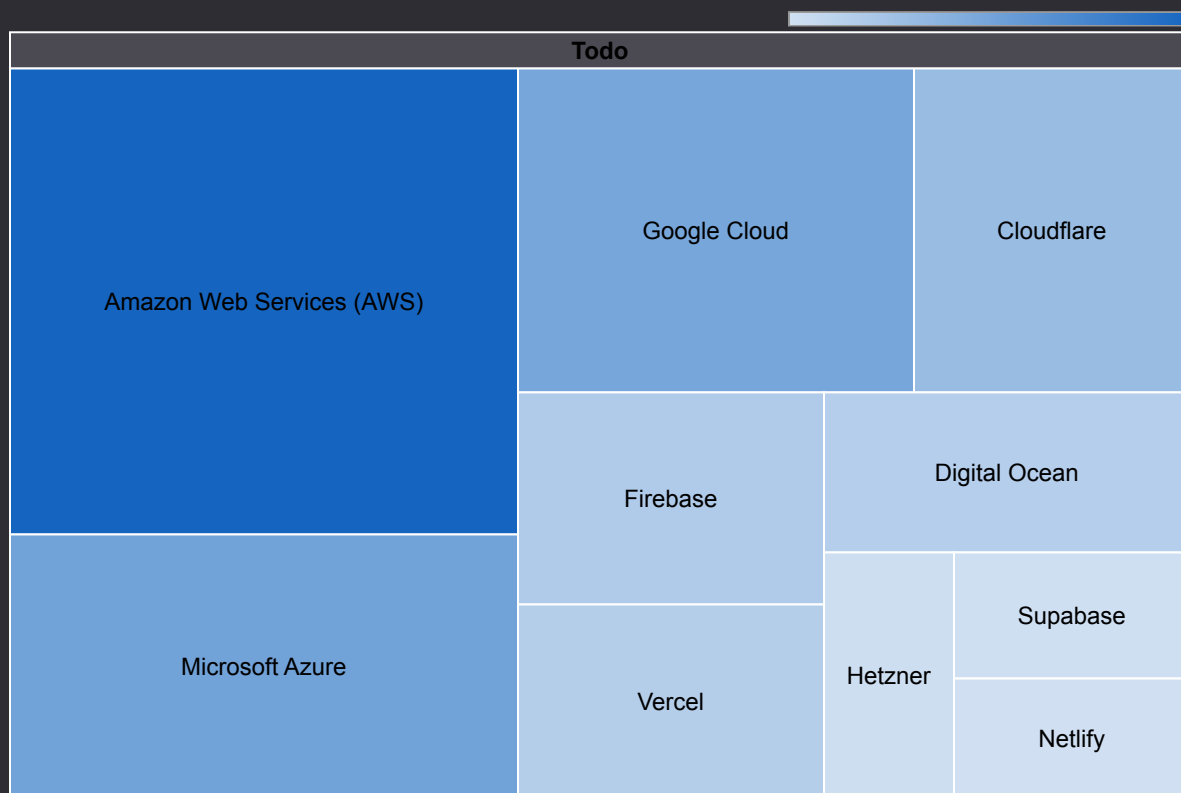 Todo
Amazon Web Services (AWS)
Google Cloud
Cloudflare
Firebase
Digital Ocean
Microsoft Azure
Vercel
Hetzner
Supabase
Netlify